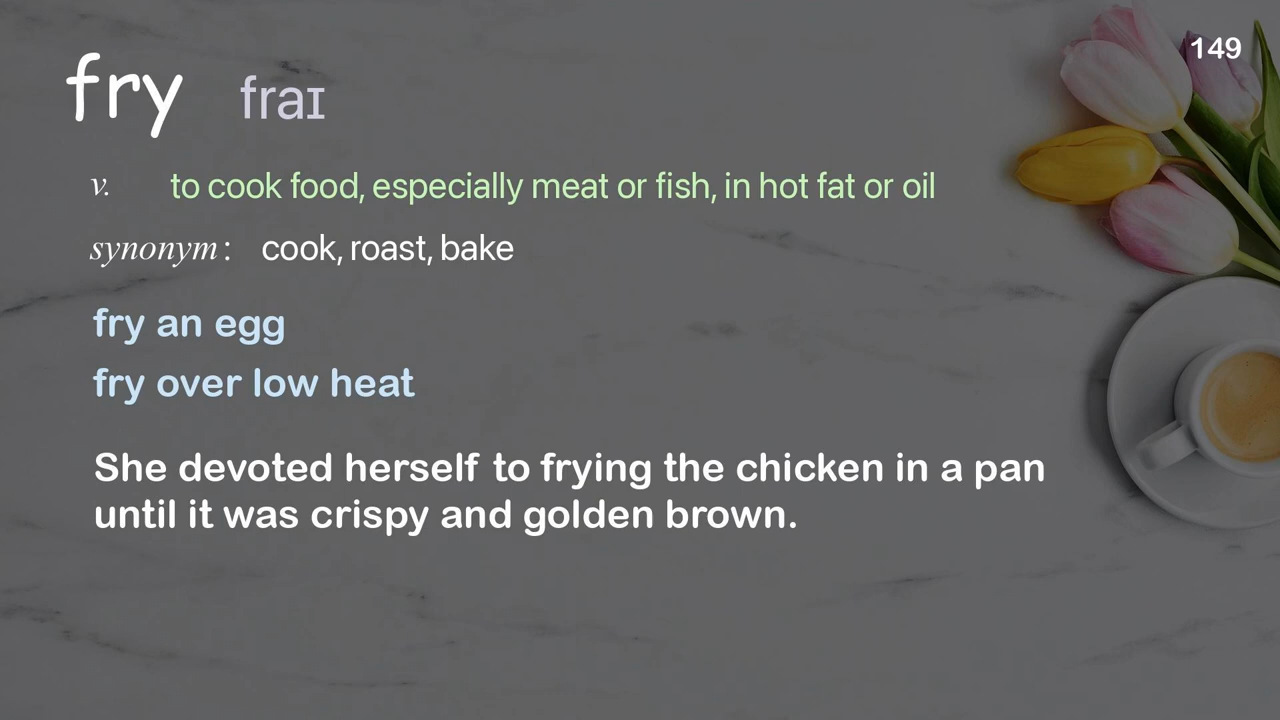 149
fry fraɪ
v. to cook food, especially meat or fish, in hot fat or oil
synonym: cook, roast, bake
fry an egg
fry over low heat
She devoted herself to frying the chicken in a pan
until it was crispy and golden brown.